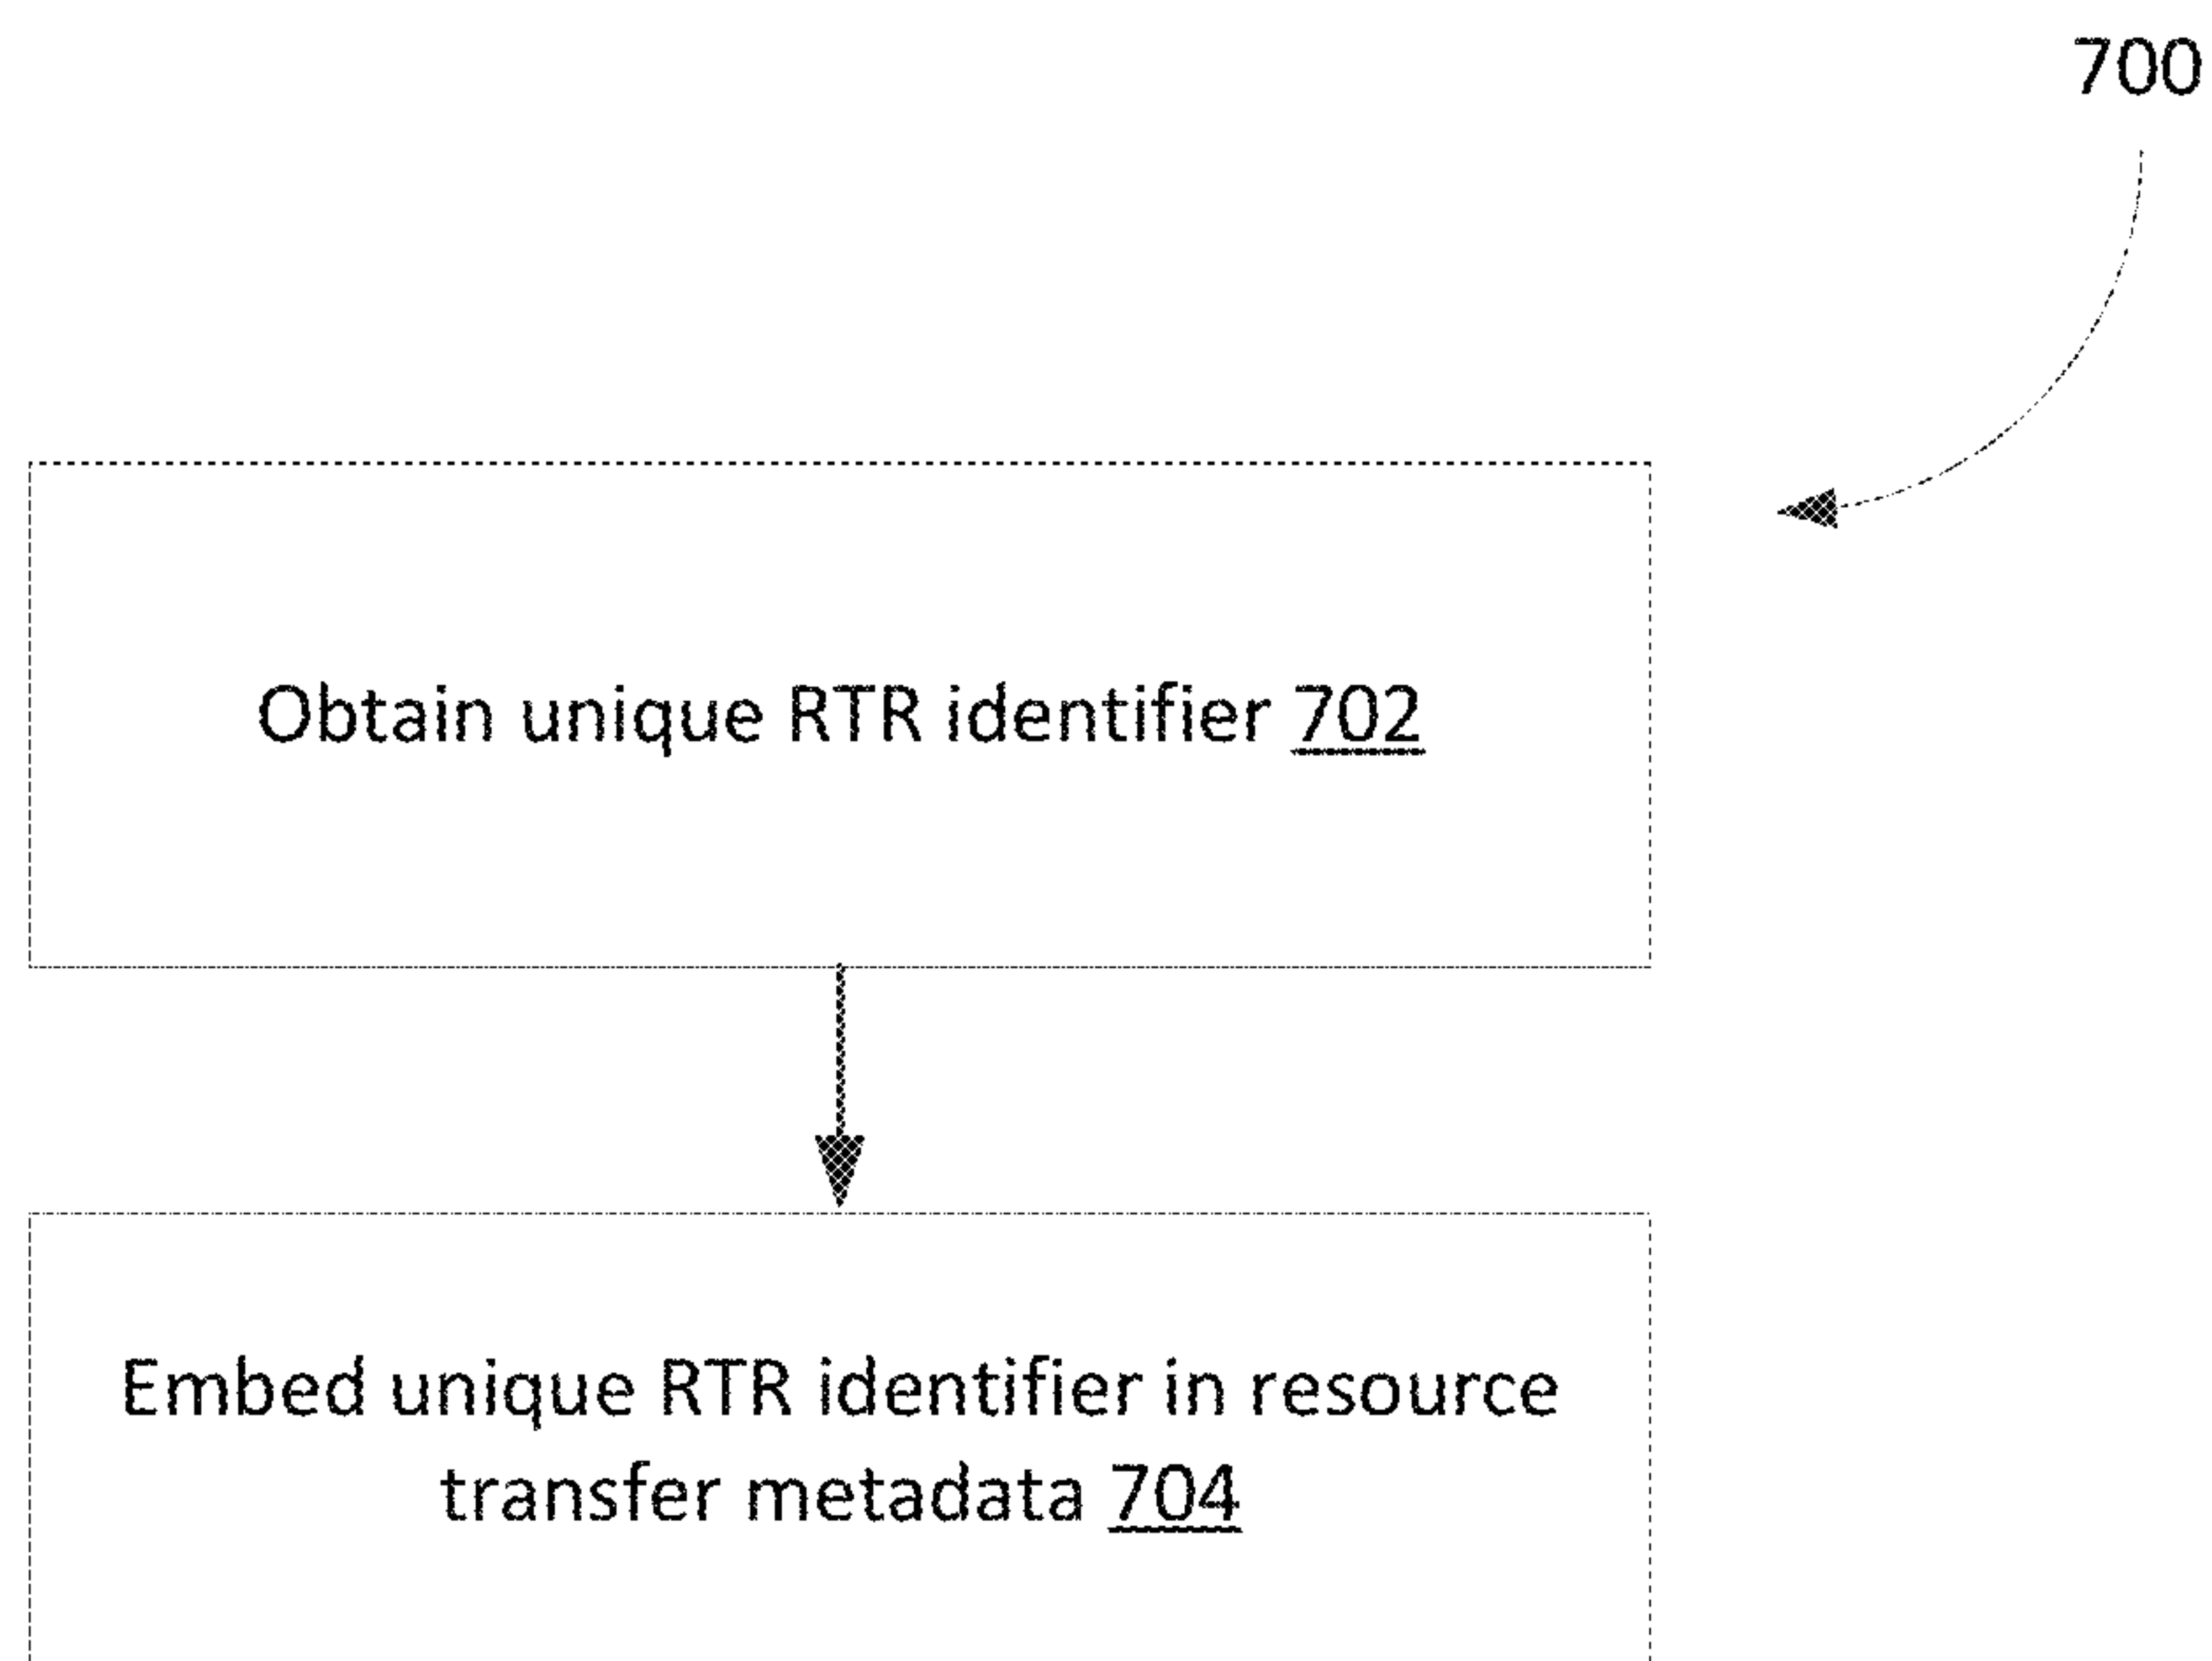 700
Obtain unique RTR identifier 702
Embed unique RTR identifier in resource
transfer metadata 704